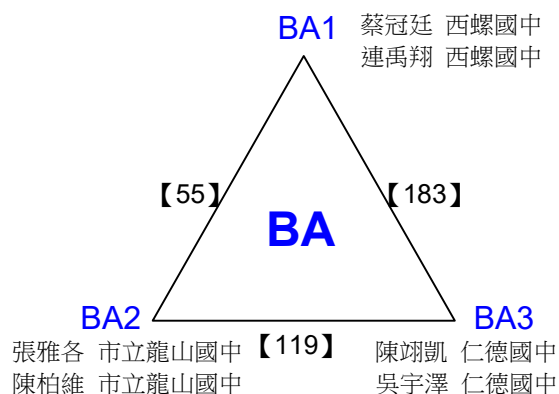 BA1 蔡冠廷 西螺國中
連禹翔 西螺國中
【55】
【183】
BA
BA2
BA3
張雅各 市立龍山國中
【119】
陳翊凱 仁德國中
陳柏維 市立龍山國中
吳宇澤 仁德國中